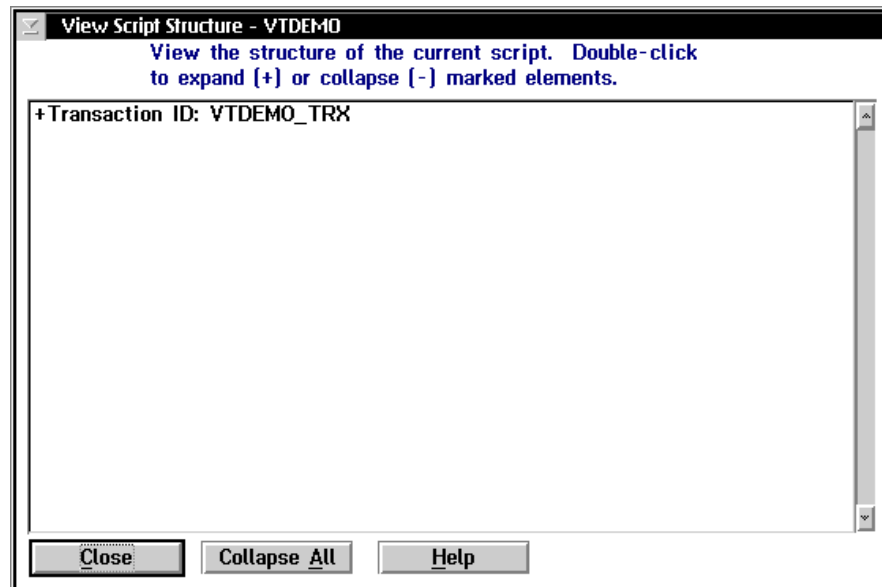 View Script Structure - VTDEMO
View the structure of the current script.  Double-click
to expand (+) or collapse (-) marked elements.
+Transaction ID: VTDEMO_TRX
Close
Collapse All
Help